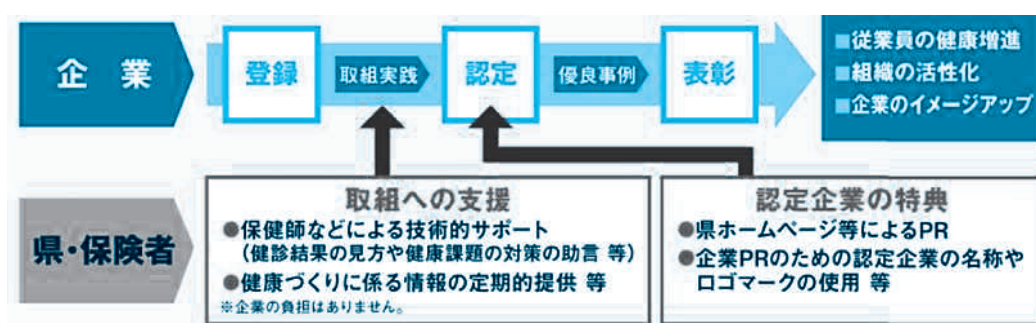 企業
登録
取組実践
認定
優良事例
表彰
■従業員の健康増進
■組織の活性化
■企業のイメージアップ
県・保険者
取組への支援
●保健師などによる技術的サポート
（健診結果の見方や健康課題の対策の助言 等）
●健康づくりに係る情報の定期的提供 等
※企業の負担はありません。
認定企業の特典
●県ホームページ等によるPR
●企業PRのための認定企業の名称や
ロゴマークの使用 等